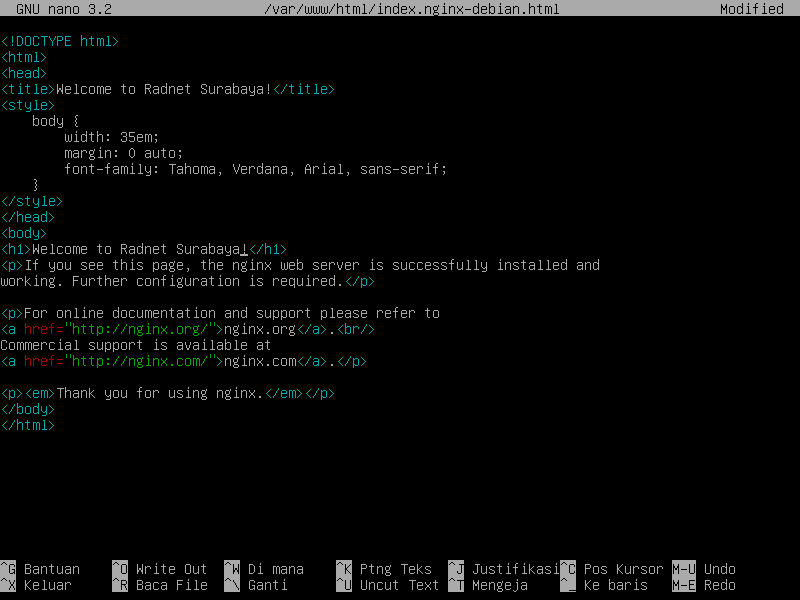 GNU nano 3.2 /var/www/html/index.nginx-debian.html Modified
<!DOCTYPE html>
<html>
<head>
<title>Welcome to Radnet Surabaya!</title>
<style>
    body {
        width: 35em;
        margin: 0 auto;
        font-family: Tahoma, Verdana, Arial, sans-serif;
    }
</style>
</head>
<body>
<h1>Welcome to Radnet Surabaya!</h1>
<p>If you see this page, the nginx web server is successfully installed and
working. Further configuration is required.</p>
<p>For online documentation and support please refer to
<a href="http://nginx.org/">nginx.org</a>.<br/>
Commercial support is available at
<a href="http://nginx.com/">nginx.com</a>.</p>
<p><em>Thank you for using nginx.</em></p>
</body>
</html>
^G Bantuan ^O Write Out ^W Di mana ^K Ptng Teks ^J Justifikasi ^C Pos Kursor M-U Undo
^X Keluar ^R Baca File ^\ Ganti ^U Uncut Text ^T Mengeja ^_ Ke baris M-E Redo